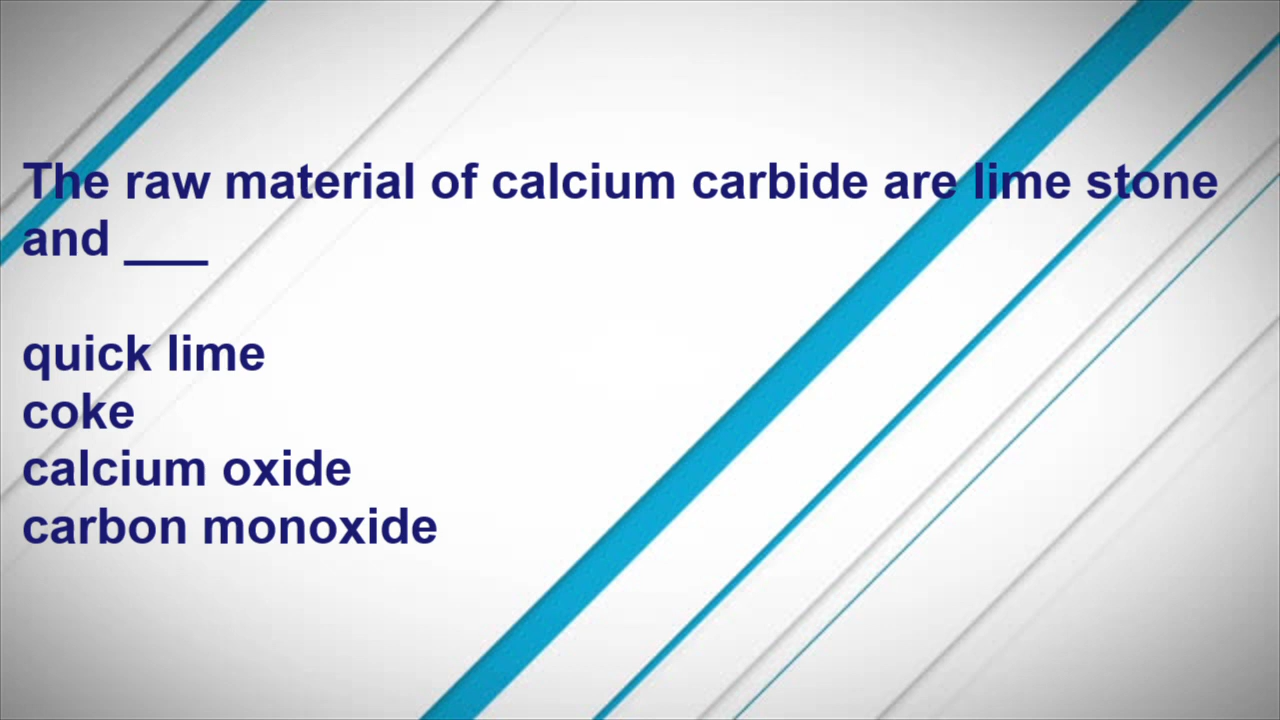 The raw material of calcium carbide are lime stone
and ___
quick lime
coke
calcium oxide
carbon monoxide